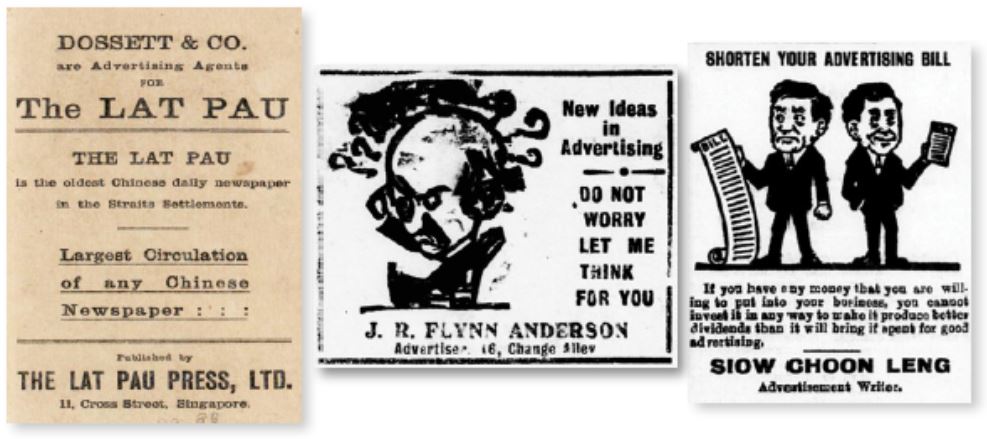 DOSSETT & CO.
are Advertising Agents
FOR
The LAT PAU
THE LAT PAU
is the oldest Chinese daily newspaper
in the Straits Settlements.
Largest Circulation
of any Chinese
Newspaper : : :
Published by
THE LAT PAU PRESS, LTD.
11, Cross Street, Singapore.
New Ideas
in
Advertising
DO NOT
WORRY
LET ME
THINK
FOR YOU
J. R. FLYNN ANDERSON
Advertiser. 16, Change Alley
SHORTEN YOUR ADVERTISING BILL
BILL
If you have any money that you are will-
ing to put into your business, you cannot
invest it in any way to make it produce better
dividends than it will bring if spent for good
advertising.
SIOW CHOON LENG
Advertisement Writer.